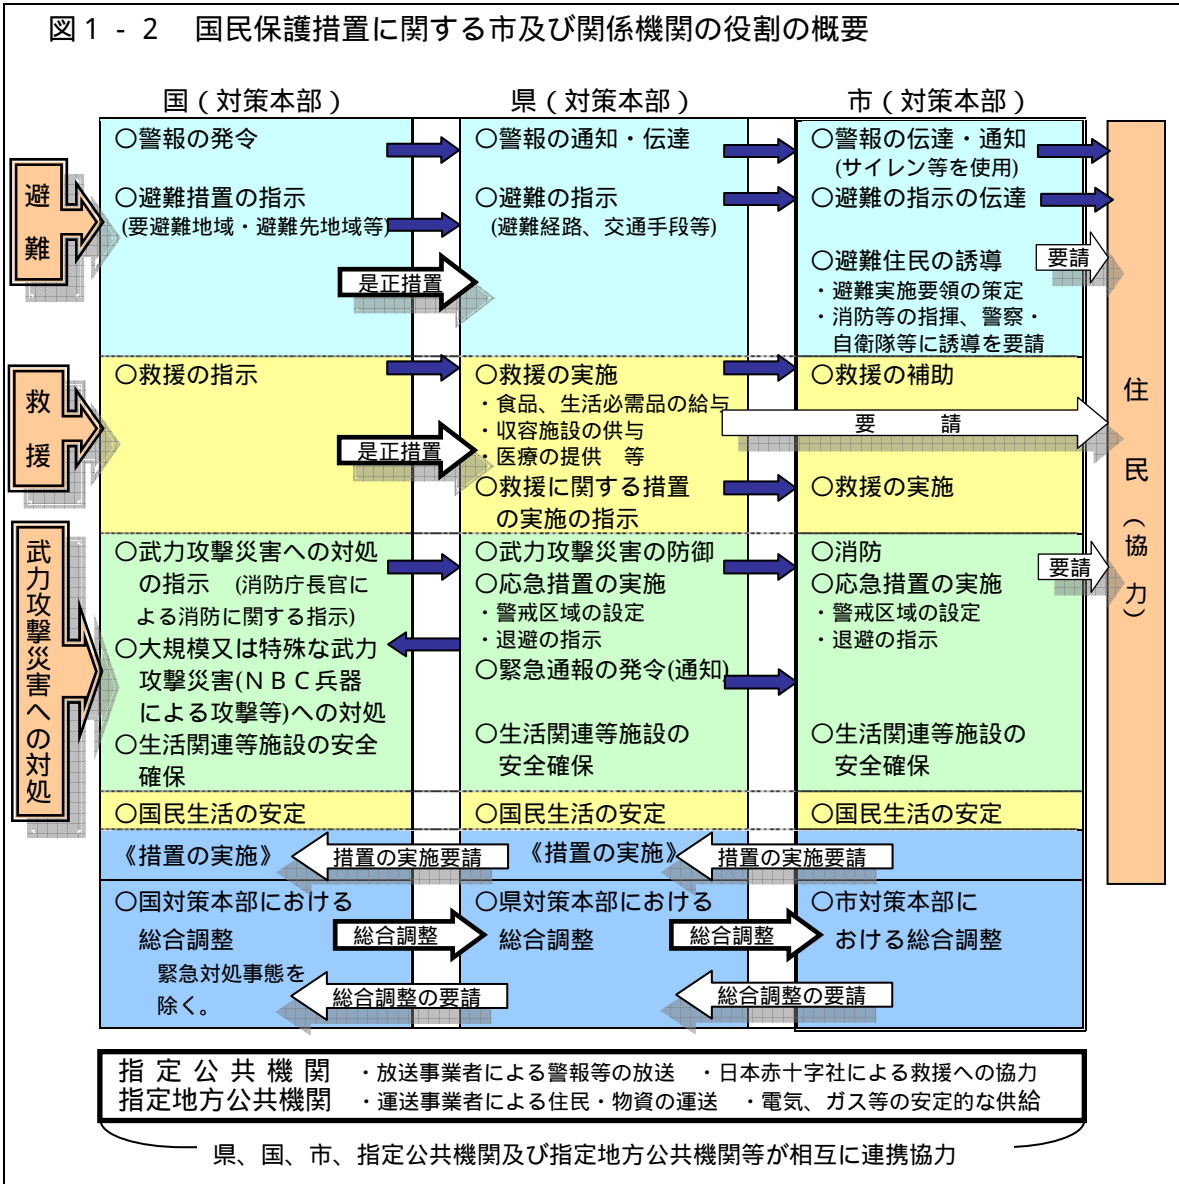 図1-2 国民保護措置に関する市及び関係機関の役割の概要
国(対策本部)
県(対策本部)
市(対策本部)
避難
○警報の発令
○警報の通知・伝達
○警報の伝達・通知
(サイレン等を使用)
○避難措置の指示
(要避難地域・避難先地域等)
○避難の指示
(避難経路、交通手段等)
○避難の指示の伝達
是正措置
○避難住民の誘導
・避難実施要領の策定
・消防等の指揮、警察・
自衛隊等に誘導を要請
要請
救援
○救援の指示
是正措置
○救援の実施
・食品、生活必需品の給与
・収容施設の供与
・医療の提供 等
○救援に関する措置
の実施の指示
○救援の補助
要 請
○救援の実施
武力攻撃災害への対処
○武力攻撃災害への対処
の指示 (消防庁長官に
よる消防に関する指示)
○大規模又は特殊な武力
攻撃災害(NBC兵器
による攻撃等)への対処
○生活関連等施設の安全
確保
○武力攻撃災害の防御
○応急措置の実施
・警戒区域の設定
・退避の指示
○緊急通報の発令(通知)
○生活関連等施設の
安全確保
○消防
○応急措置の実施
・警戒区域の設定
・退避の指示
要請
○生活関連等施設の
安全確保
住民(協力)
○国民生活の安定
○国民生活の安定
○国民生活の安定
《措置の実施》
措置の実施要請
《措置の実施》
措置の実施要請
○国対策本部における
総合調整
緊急対処事態を
除く。
総合調整
総合調整の要請
○県対策本部における
総合調整
総合調整
総合調整の要請
○市対策本部に
おける総合調整
指定公共機関 ・放送事業者による警報等の放送 ・日本赤十字社による救援への協力
指定地方公共機関 ・運送事業者による住民・物資の運送 ・電気、ガス等の安定的な供給
県、国、市、指定公共機関及び指定地方公共機関等が相互に連携協力